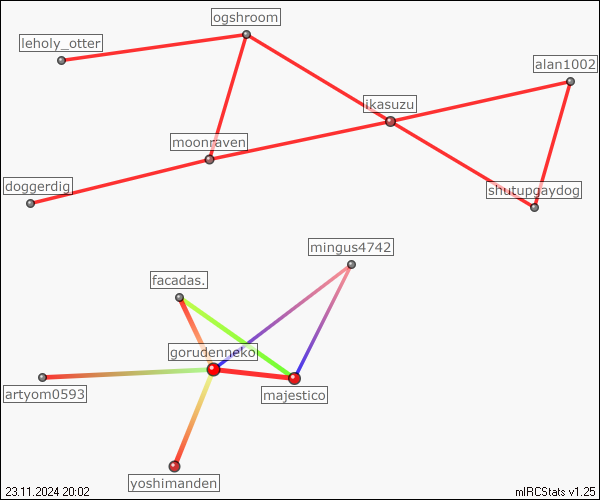 ogshroom
leholy_otter
alan1002
ikasuzu
moonraven
doggerdig
shutupgaydog
mingus4742
facadas.
gorudenneko
artyom0593
majestico
yoshimanden
23.11.2024 20:02
mIRCStats v1.25